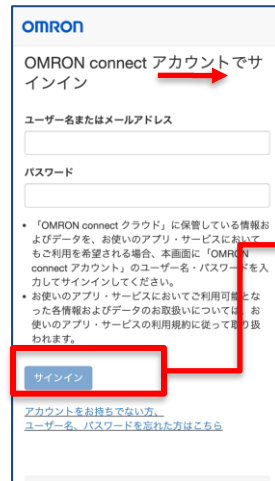 OMRON
OMRON connect アカウントでサ
インイン
ユーザー名またはメールアドレス
パスワード
• 「OMRON connect クラウド」に保管している情報お
よびデータを、お使いのアプリ・サービスにおいて
もご利用を希望される場合、本画面に「OMRON
connect アカウント」のユーザー名・パスワードを入
力してサインインしてください。
• お使いのアプリ・サービスにおいてご利用可能とな
った各情報およびデータのお取扱いについては、お
使いのアプリ・サービスの利用規約に従って取り扱
われます。
サインイン
アカウントをお持ちでない方、
ユーザー名、パスワードを忘れた方はこちら